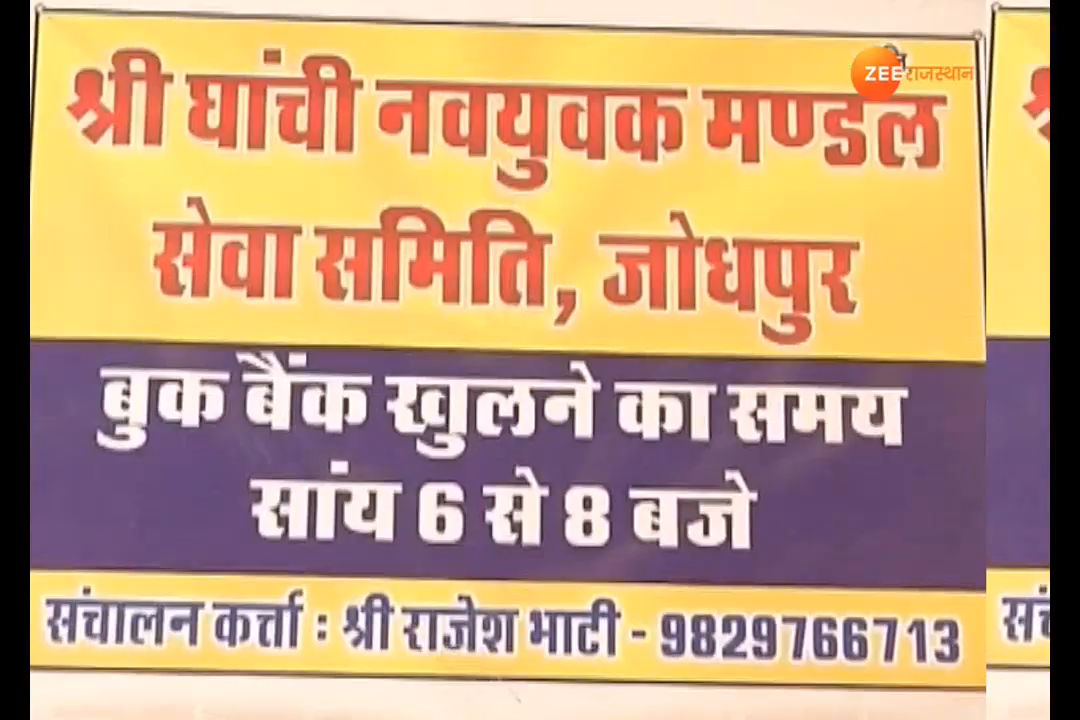 ZEE राजस्थान
श्री घांची नवयुवक मण्डल
सेवा समिति, जोधपुर
बुक बैंक खुलने का समय
सांय 6 से 8 बजे
संचालन कर्त्ता : श्री राजेश भाटी - 9829766713